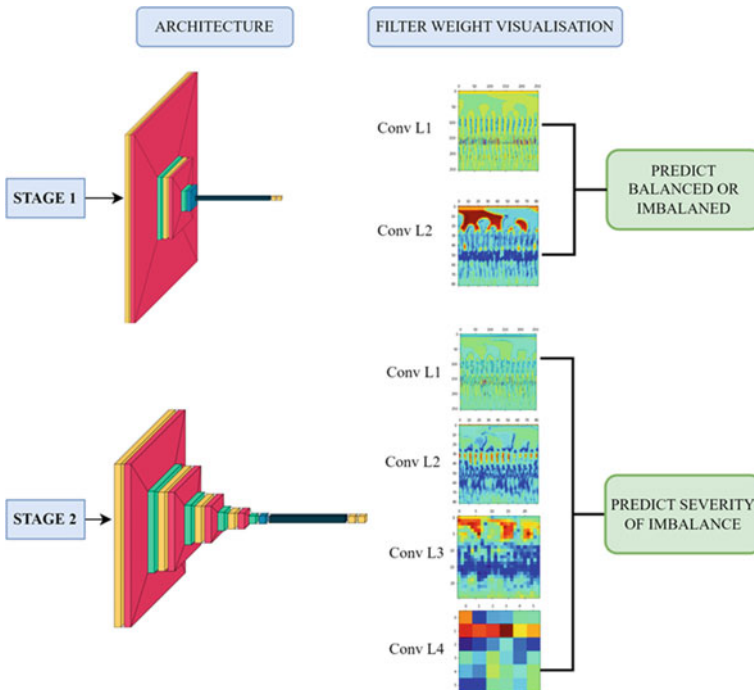 ARCHITECTURE
FILTER WEIGHT VISUALISATION
STAGE 1
Conv L1
Conv L2
PREDICT
BALANCED OR
IMBALANED
STAGE 2
Conv L1
Conv L2
Conv L3
Conv L4
PREDICT SEVERITY
OF IMBALANCE